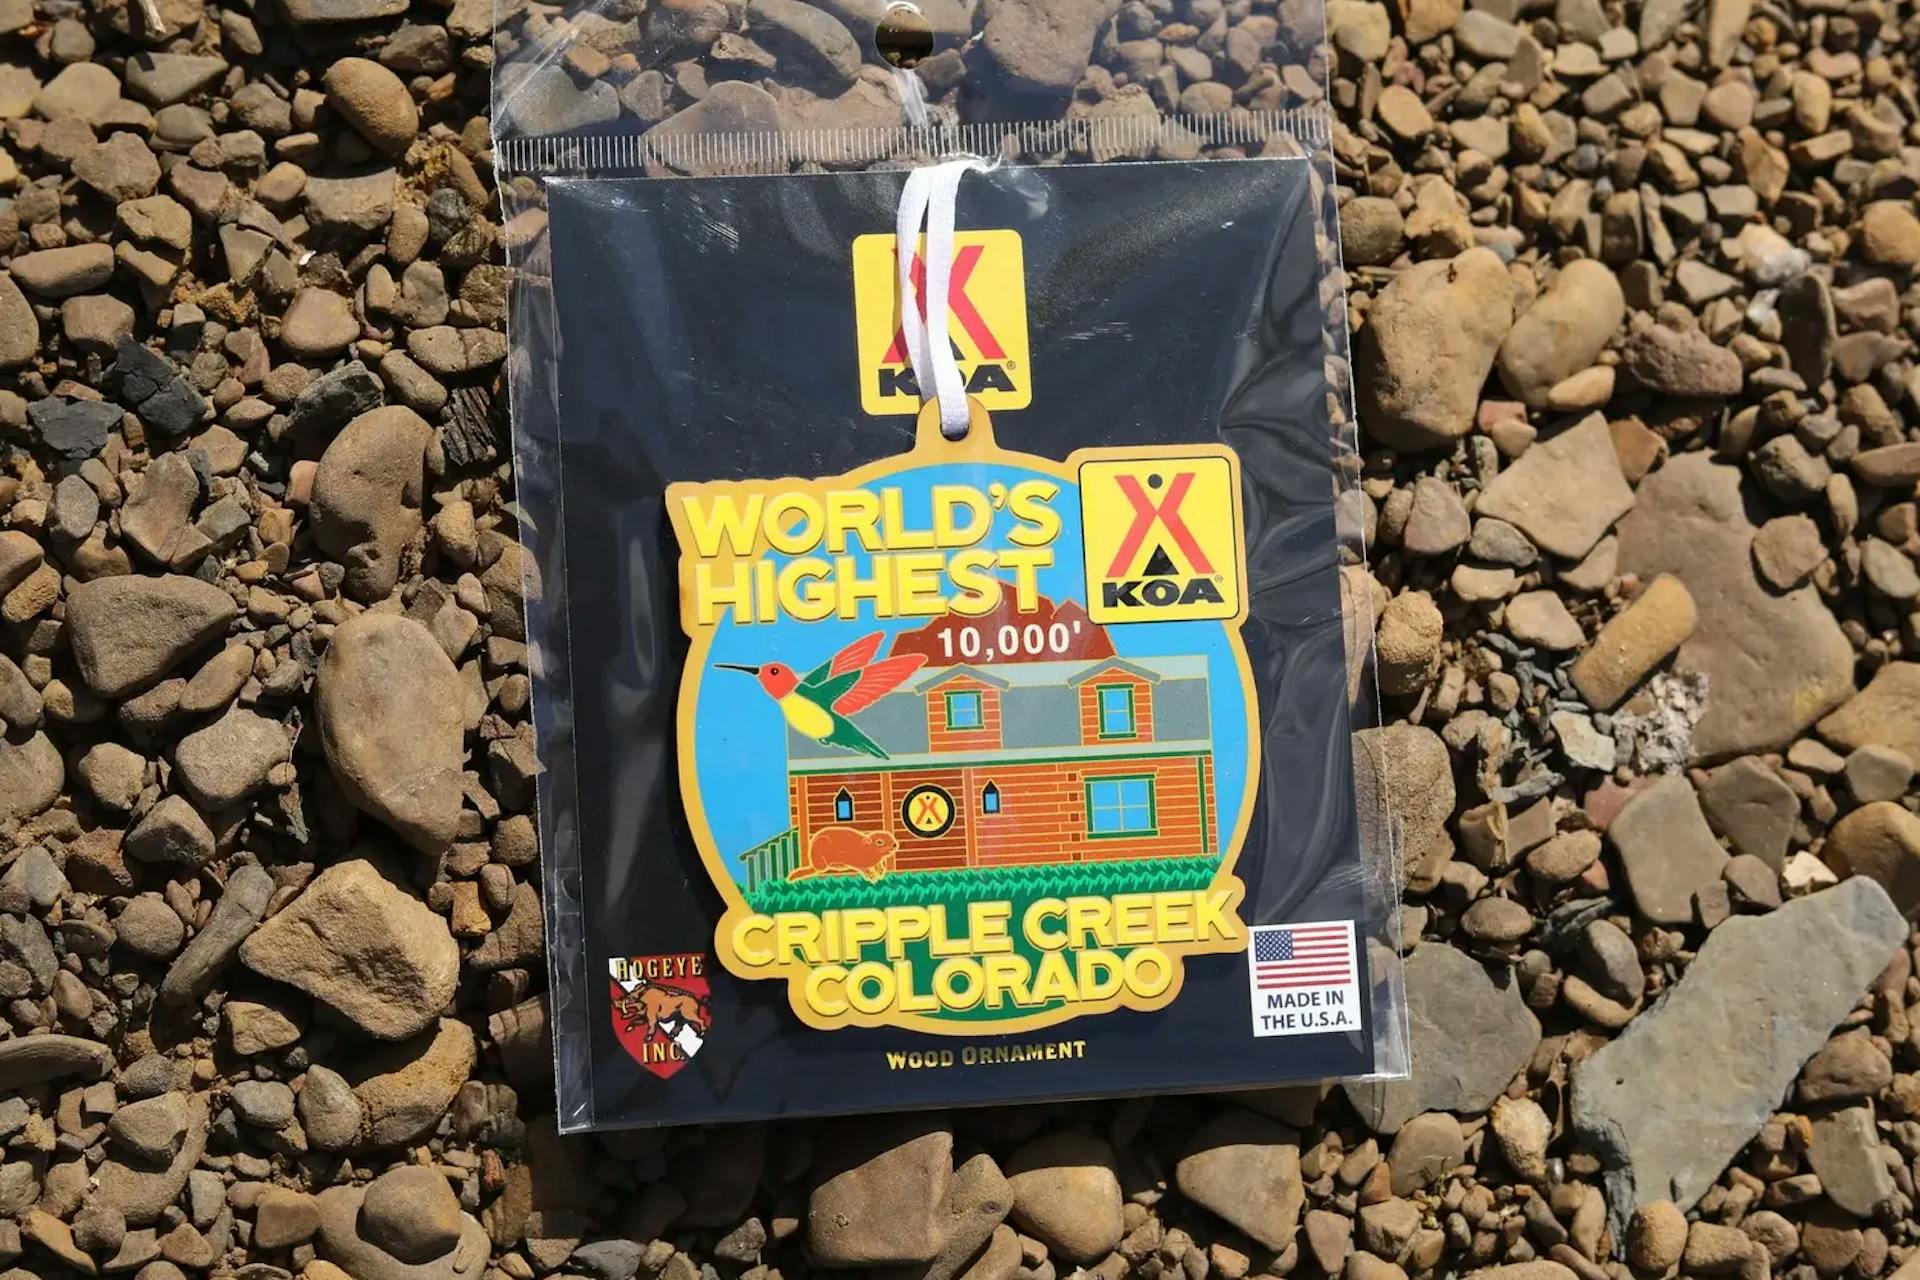 KOA®
WORLD'S
HIGHEST
KOA®
10,000'
CRIPPLE CREEK
COLORADO
HOGEYE
INC.
MADE IN
THE U.S.A.
WOOD ORNAMENT